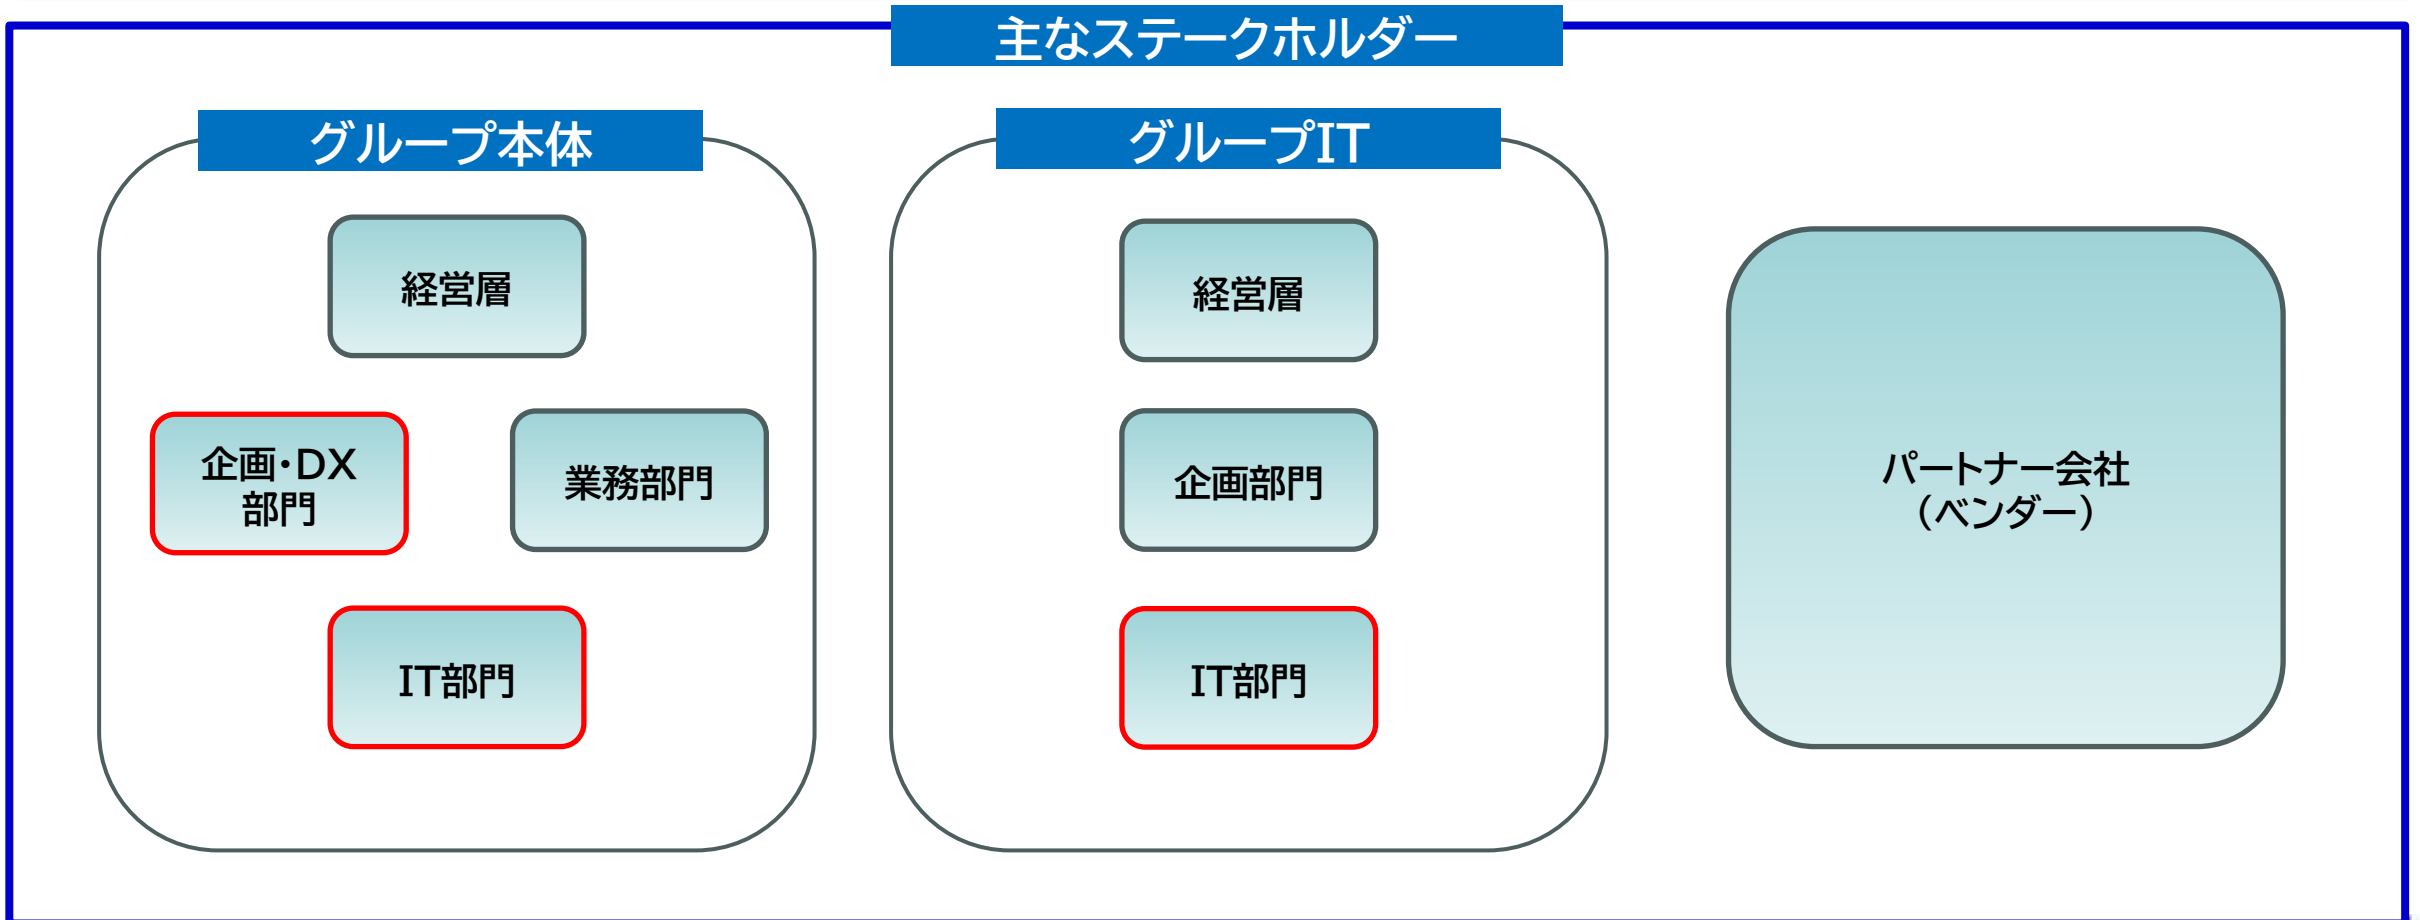 主なステークホルダー
グループ本体
経営層
企画・DX
部門
業務部門
IT部門
グループIT
経営層
企画部門
IT部門
パートナー会社
（ベンダー）